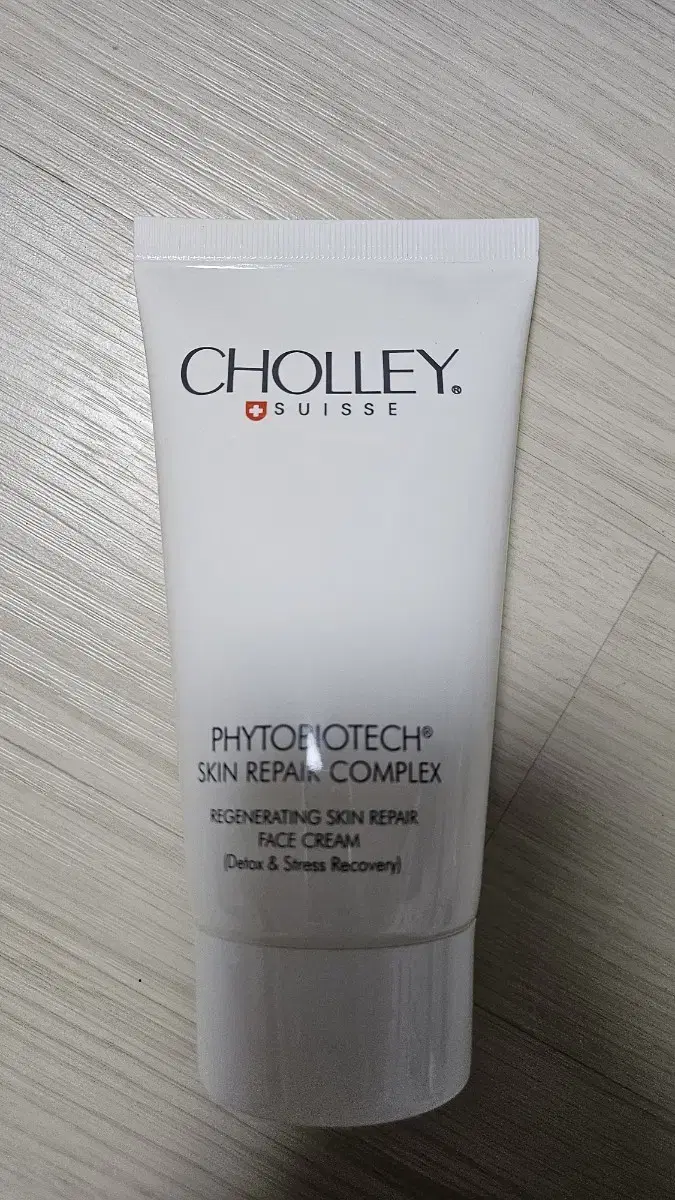 CHOLLEY®
SUISSE
PHYTOBIOTECH®
SKIN REPAIR COMPLEX
REGENERATING SKIN REPAIR
FACE CREAM
(Detox & Stress Recovery)